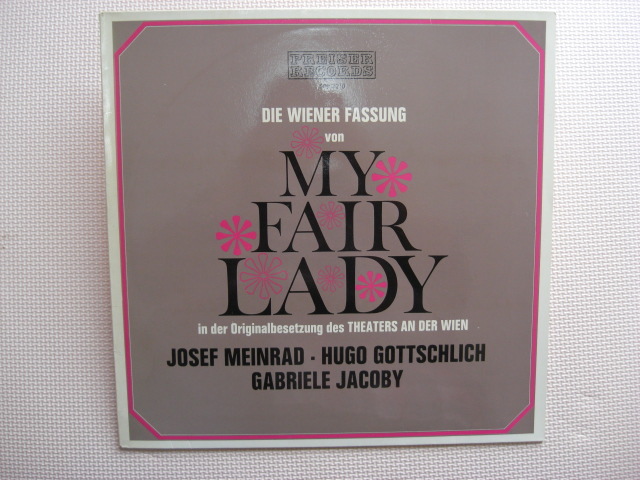 PREISER
RECORDS
DIE WIENER FASSUNG
von
MY
FAIR
LADY
in der Originalbesetzung des THEATERS AN DER WIEN
JOSEF MEINRAD · HUGO GOTTSCHLICH
GABRIELE JACOBY